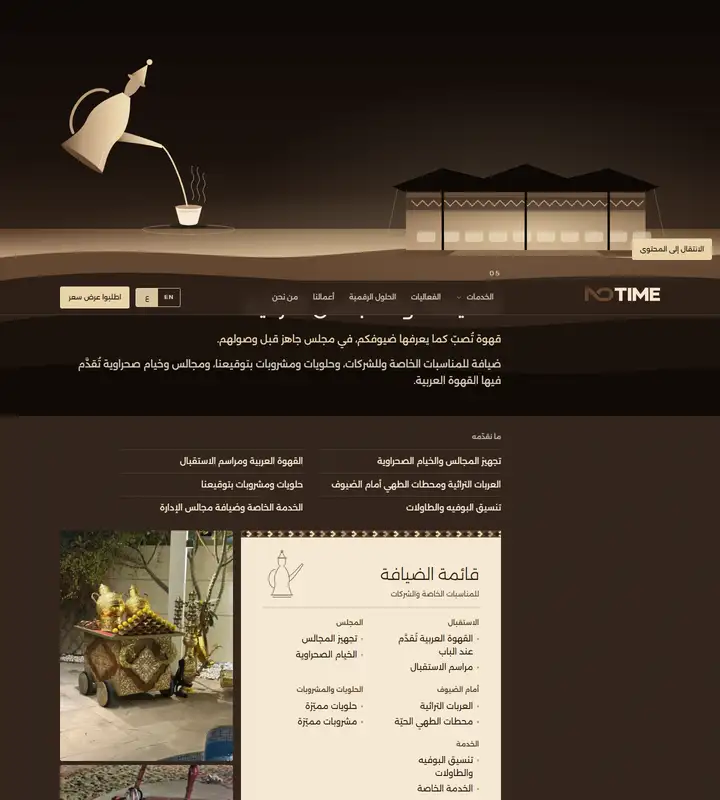 الانتقال إلى المحتوى
05
NOTIME
الخدمات
الفعاليات
الحلول الرقمية
أعمالنا
من نحن
EN
ع
اطلبوا عرض سعر
قهوة تُصبّ كما يعرفها ضيوفكم، في مجلس جاهز قبل وصولهم.
ضيافة للمناسبات الخاصة وللشركات، وحلويات ومشروبات بتوقيعنا، ومجالس وخيام صحراوية تُقدَّم
فيها القهوة العربية.
ما نقدّمه
تجهيز المجالس والخيام الصحراوية
القهوة العربية ومراسم الاستقبال
العربات التراثية ومحطات الطهي أمام الضيوف
حلويات ومشروبات بتوقيعنا
تنسيق البوفيه والطاولات
الخدمة الخاصة وضيافة مجالس الإدارة
قائمة الضيافة
للمناسبات الخاصة والشركات
الاستقبال
القهوة العربية تُقدَّم
عند الباب
مراسم الاستقبال
المجلس
تجهيز المجالس
الخيام الصحراوية
أمام الضيوف
العربات التراثية
محطات الطهي الحيّة
الحلويات والمشروبات
حلويات مميّزة
مشروبات مميّزة
الخدمة
تنسيق البوفيه
والطاولات
الخدمة الخاصة